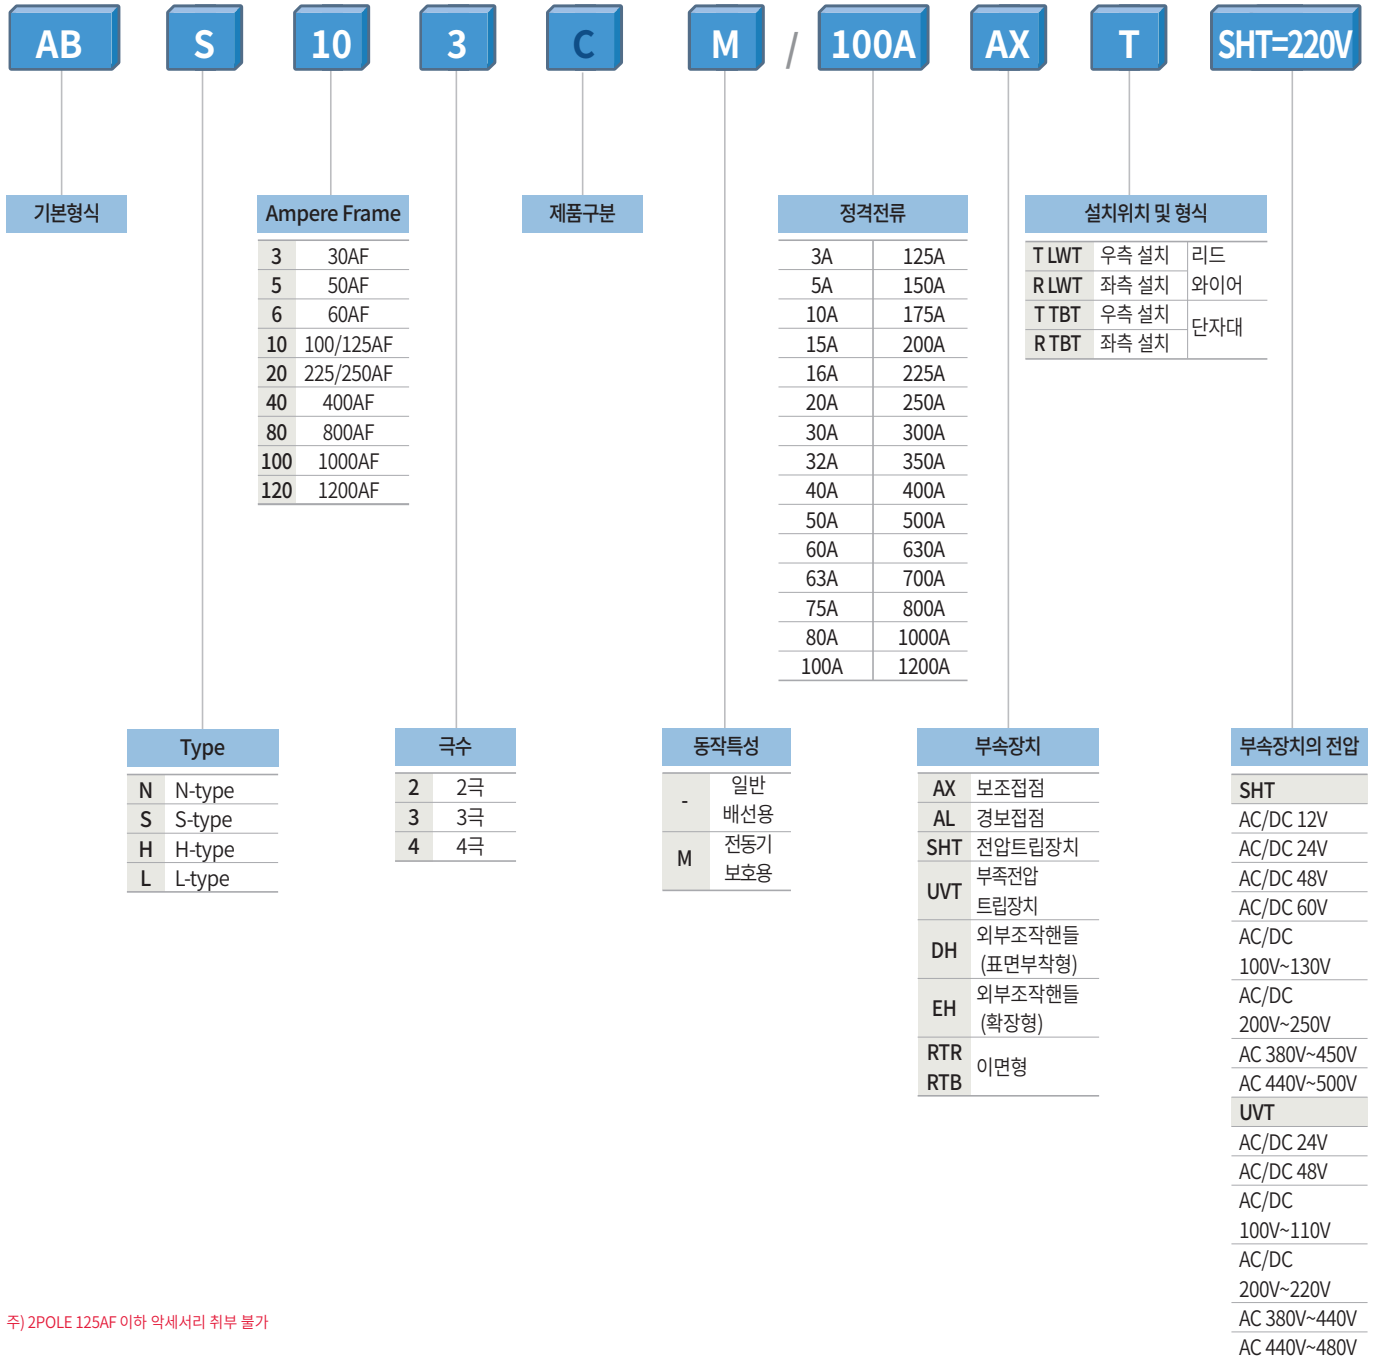 AB S 10 3 C M / 100A AX T SHT=220V
기본형식
Ampere Frame
3 30AF
5 50AF
6 60AF
10 100/125AF
20 225/250AF
40 400AF
80 800AF
100 1000AF
120 1200AF
제품구분
정격전류
3A 125A
5A 150A
10A 175A
15A 200A
16A 225A
20A 250A
30A 300A
32A 350A
40A 400A
50A 500A
60A 630A
63A 700A
75A 800A
80A 1000A
100A 1200A
설치위치 및 형식
T LWT 우측 설치 리드
R LWT 좌측 설치 와이어
T TBT 우측 설치
단자대
R TBT 좌측 설치
Type
N N-type
S S-type
H H-type
L L-type
극수
2 2극
3 3극
4 4극
동작특성
- 일반
배선용
M 전동기
보호용
부속장치
AX 보조접점
AL 경보접점
SHT 전압트립장치
UVT 부족전압
트립장치
DH 외부조작핸들
(표면부착형)
EH 외부조작핸들
(확장형)
RTR
이면형
RTB
부속장치의 전압
SHT
AC/DC 12V
AC/DC 24V
AC/DC 48V
AC/DC 60V
AC/DC
100V~130V
AC/DC
200V~250V
AC 380V~450V
AC 440V~500V
UVT
AC/DC 24V
AC/DC 48V
AC/DC
100V~110V
AC/DC
200V~220V
AC 380V~440V
AC 440V~480V
주) 2POLE 125AF 이하 악세서리 취부 불가